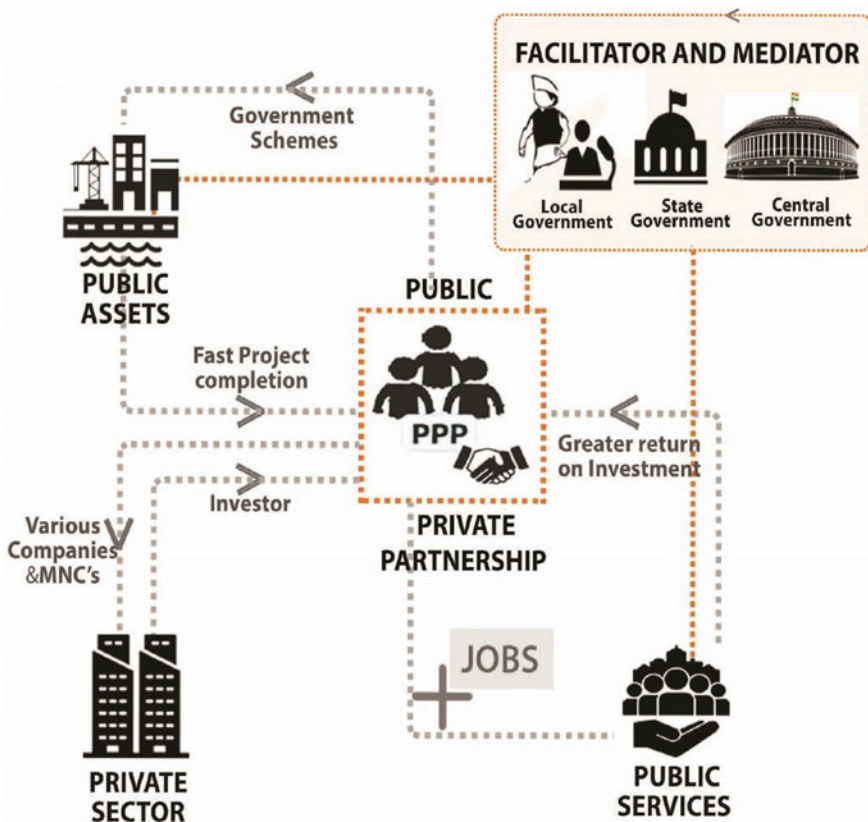 FACILITATOR AND MEDIATOR
Local
Government
State
Government
Central
Government
Government
Schemes
PUBLIC
ASSETS
PUBLIC
Fast Project
completion
PPP
Greater return
on Investment
Investor
Various
Companies
&MNC's
PRIVATE
PARTNERSHIP
JOBS
PRIVATE
SECTOR
PUBLIC
SERVICES